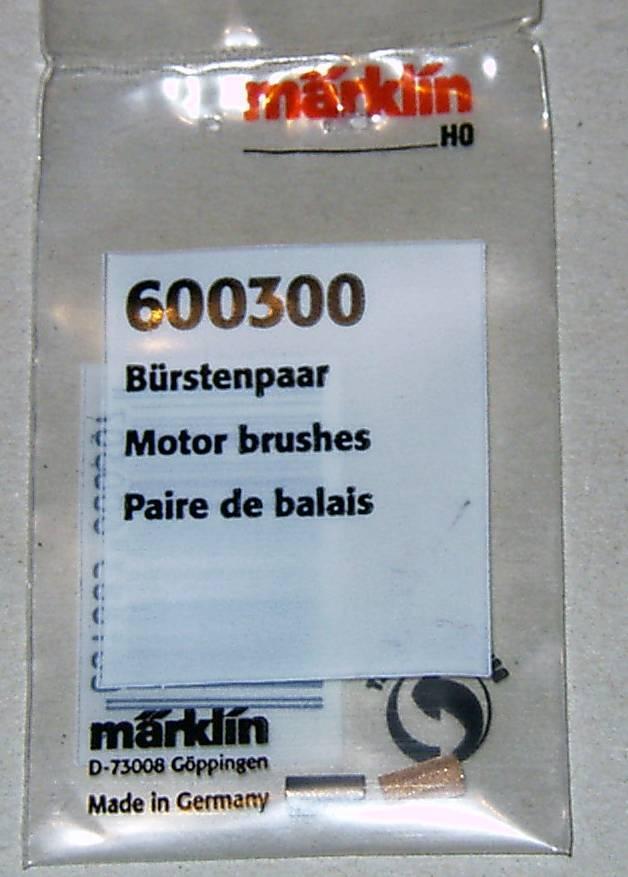 märklin
H0
600300
Bürstenpaar
Motor brushes
Paire de balais
märklin
D-73008 Göppingen
Made in Germany